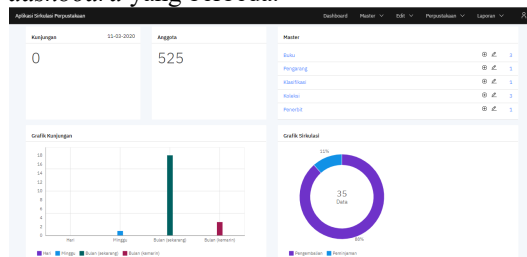 dashboard yang berbeda.
Aplikasi Sirkulasi Perpustakaan
Dashboard Master Edit Perpustakaan Laporan
Kunjungan 11-02-2020
0
Anggota
525
Master
Buku
Pengarang
Klasifikasi
Koleksi
Penerbit
Grafik Kunjungan
18
16
14
12
10
8
6
4
2
0
Hari Minggu Bulan (sekarang) Bulan (kemarin)
Hari Minggu Bulan (sekarang) Bulan (kemarin)
Grafik Sirkulasi
11%
35
Data
Pengembalian Peminjaman